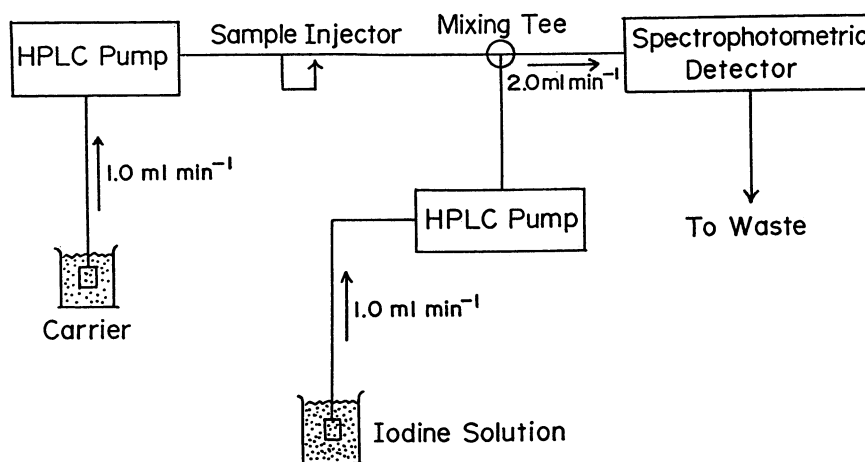 HPLC Pump
Sample Injector
Mixing Tee
Spectrophotometric
Detector
2.0 ml min⁻¹
1.0 ml min⁻¹
HPLC Pump
To Waste
Carrier
1.0 ml min⁻¹
Iodine Solution